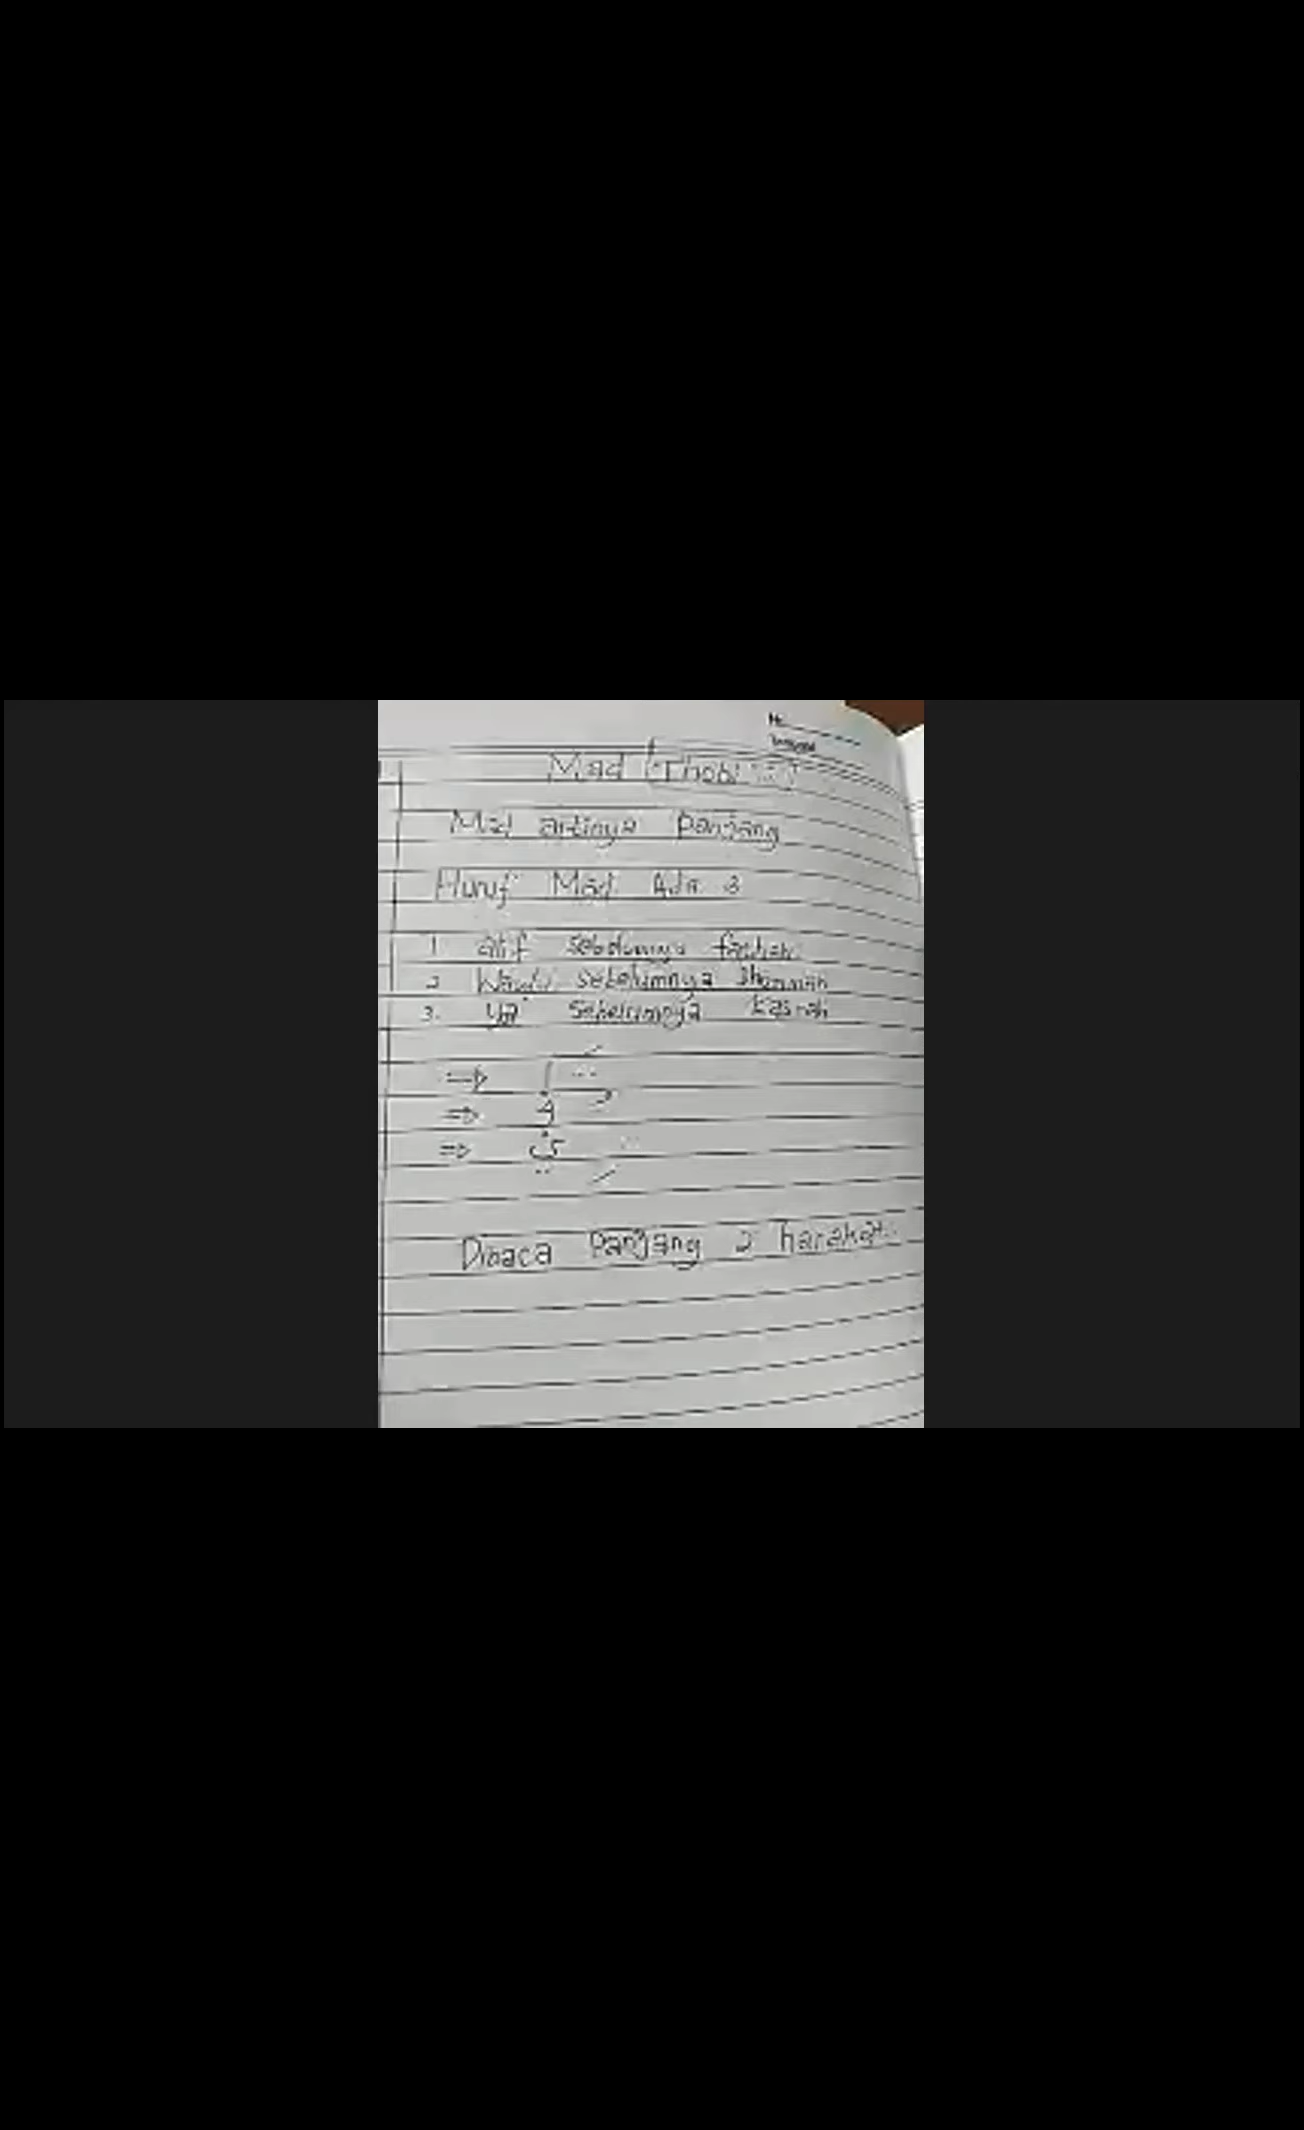 No
Mad Thobi'i
Mad artinya Panjang
Huruf Mad Ada 3
1 alif sebelumnya fathah
2 Wawu sebelumnya dhommah
3. ya' sebelumnya kasrah
ا
و
ي
Dibaca Panjang 2 harakat